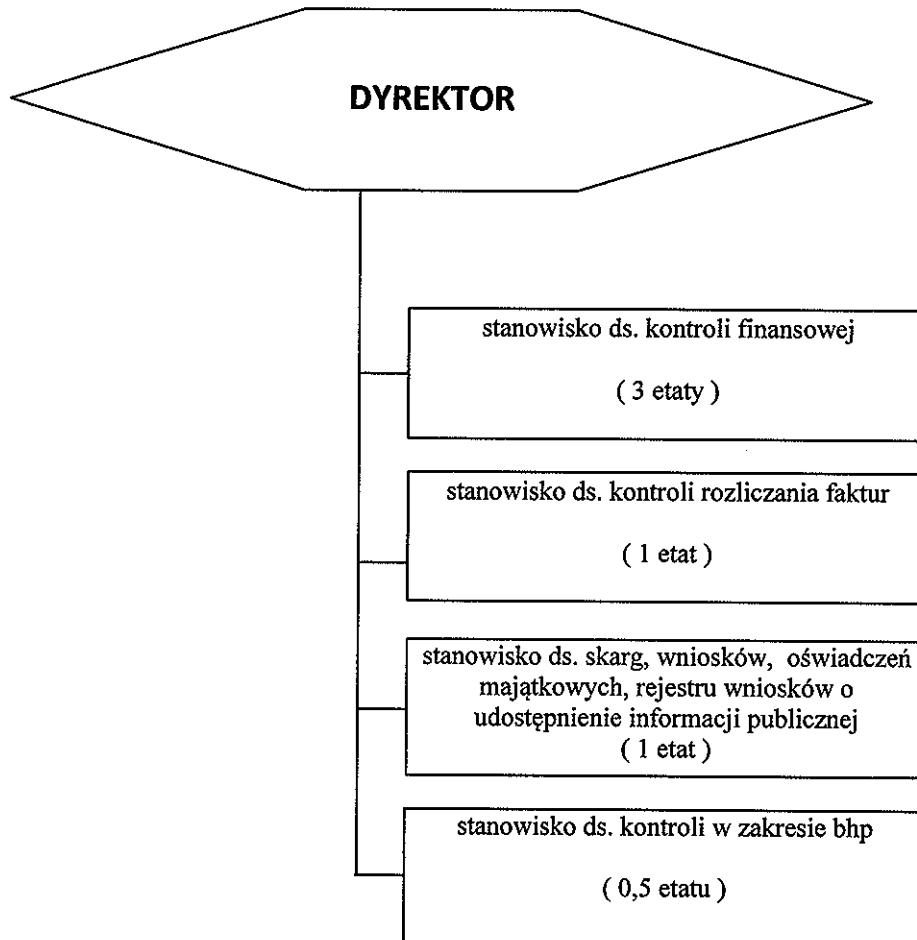 DYREKTOR
stanowisko ds. kontroli finansowej
( 3 etaty )
stanowisko ds. kontroli rozliczania faktur
( 1 etat )
stanowisko ds. skarg, wniosków, oświadczeń
majątkowych, rejestru wniosków o
udostępnienie informacji publicznej
( 1 etat )
stanowisko ds. kontroli w zakresie bhp
( 0,5 etatu )